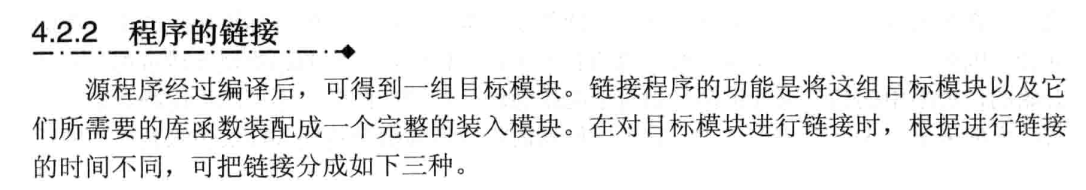 4.2.2 程序的链接
源程序经过编译后，可得到一组目标模块。链接程序的功能是将这组目标模块以及它
们所需要的库函数装配成一个完整的装入模块。在对目标模块进行链接时，根据进行链接
的时间不同，可把链接分成如下三种。